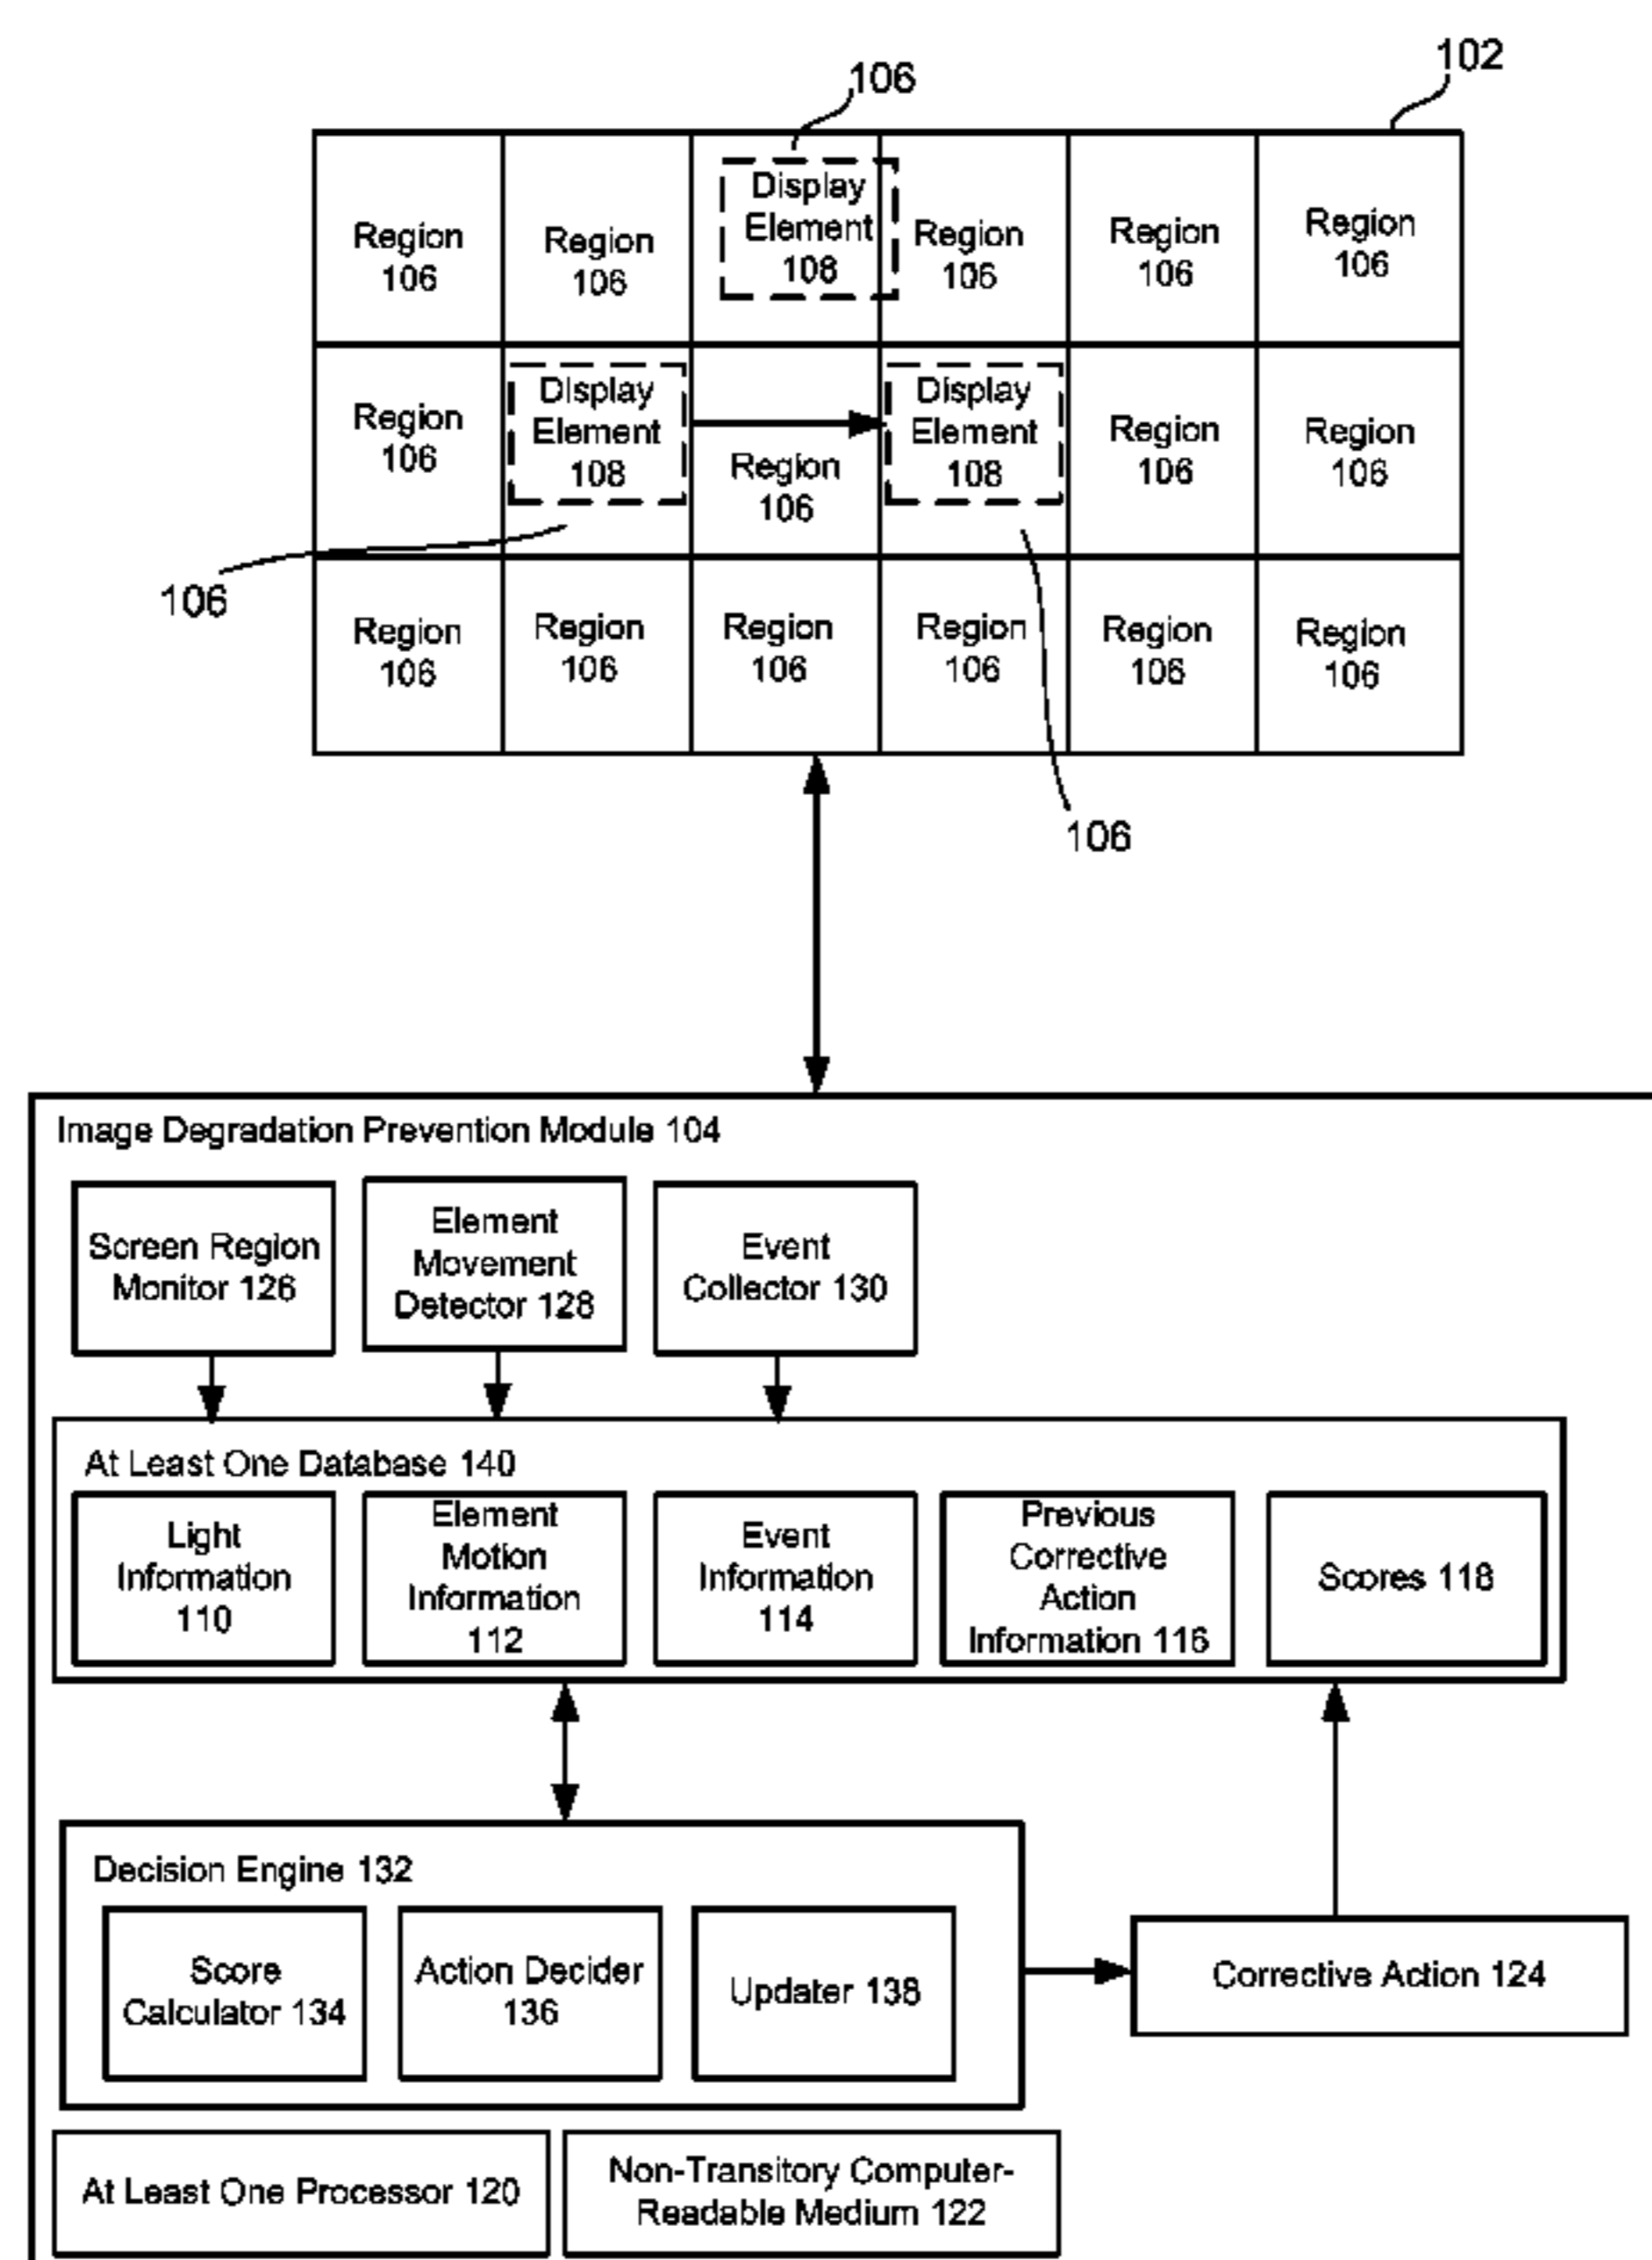 102
106
Display
Element
108
Region
106
Region
106
Region
106
Region
106
Region
106
Region
106
Display
Element
108
Region
106
Display
Element
108
Region
106
Region
106
106
Region
106
Region
106
Region
106
Region
106
Region
106
Region
106
106
Image Degradation Prevention Module 104
Screen Region
Monitor 126
Element
Movement
Detector 128
Event
Collector 130
At Least One Database 140
Light
Information
110
Element
Motion
Information
112
Event
Information
114
Previous
Corrective
Action
Information 116
Scores 118
Decision Engine 132
Score
Calculator 134
Action Decider
136
Updater 138
Corrective Action 124
At Least One Processor 120
Non-Transitory Computer-
Readable Medium 122